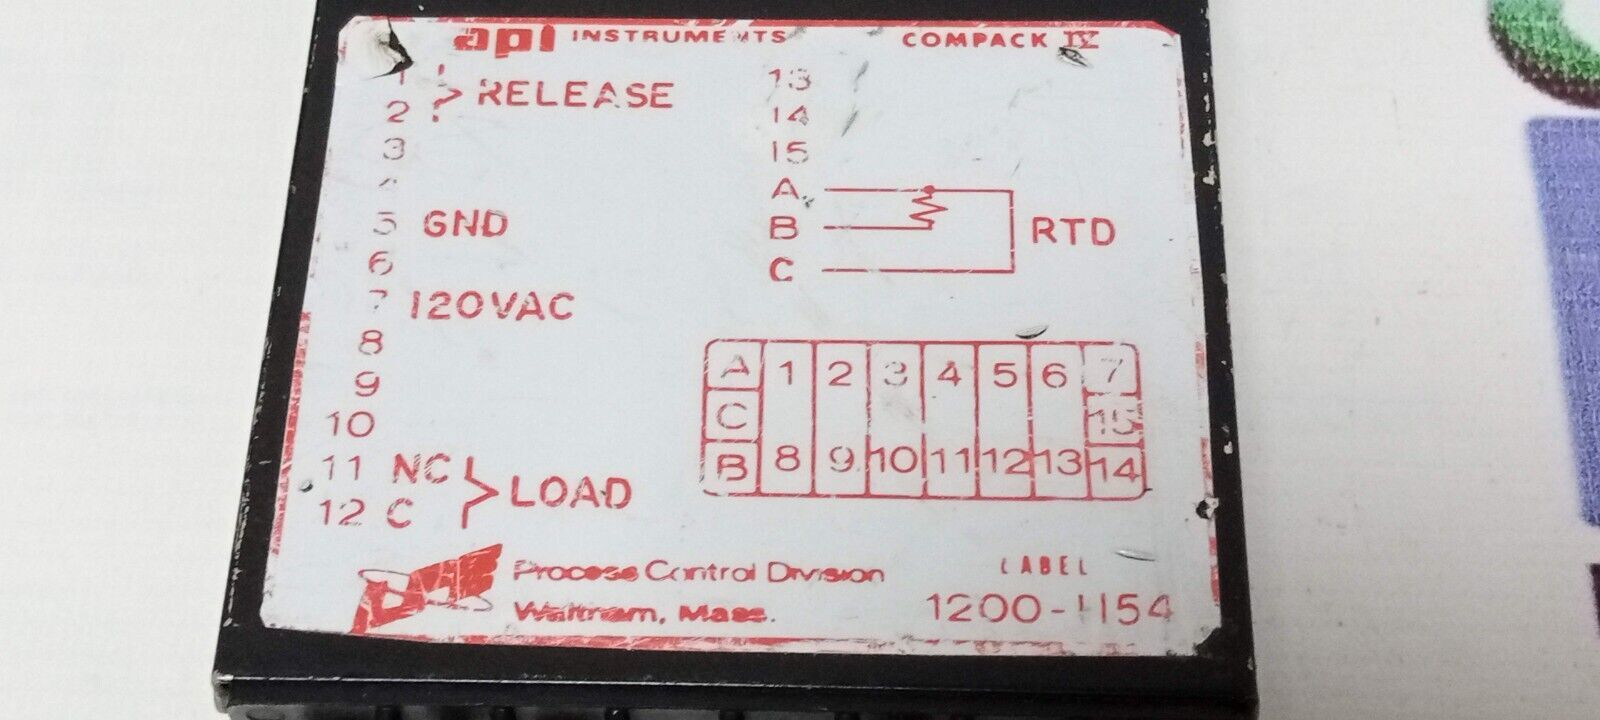 api INSTRUMENTS COMPACK IV
1
2 RELEASE
3
4
5 GND
6
7 120VAC
8
9
10
11 NC
12 C LOAD
13
14
15
A
B
C
RTD
A 1 2 3 4 5 6 7
C 15
B 8 9 10 11 12 13 14
Process Control Division
Waltham, Mass.
LABEL
1200-1154